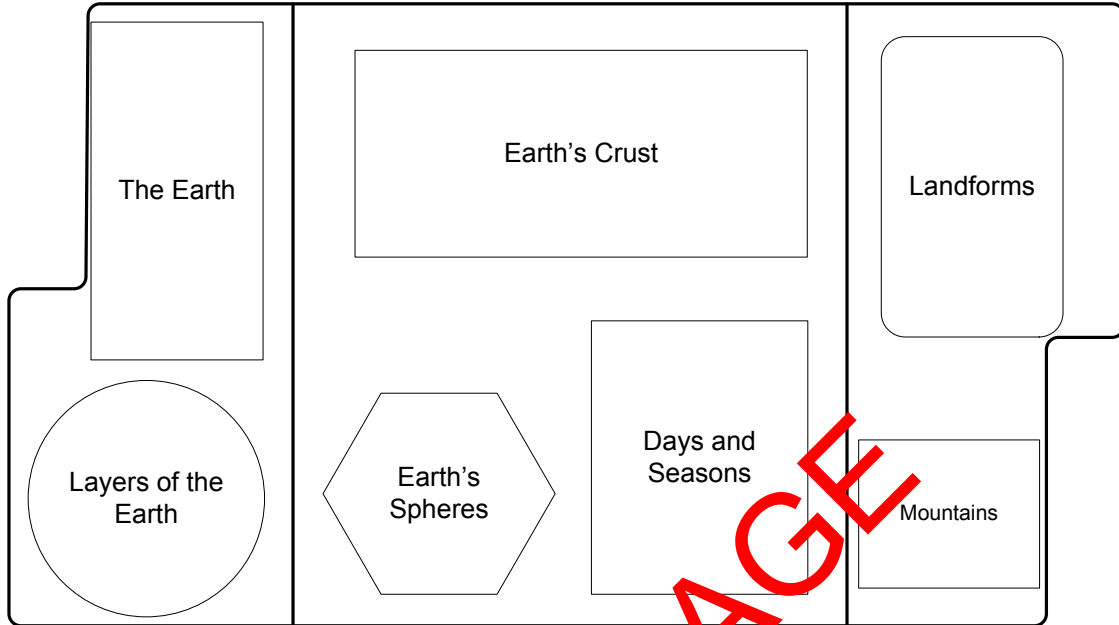 The Earth
Earth's Crust
Landforms
Layers of the
Earth
Earth's
Spheres
Days and
Seasons
Mountains
AGE